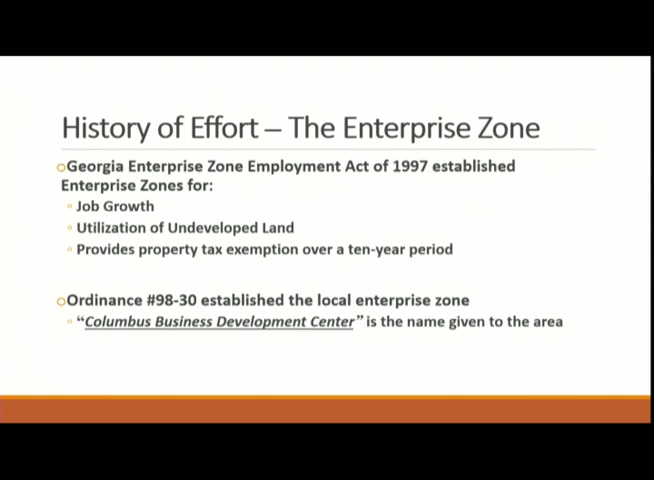 History of Effort – The Enterprise Zone
oGeorgia Enterprise Zone Employment Act of 1997 established
Enterprise Zones for:
◦ Job Growth
◦ Utilization of Undeveloped Land
◦ Provides property tax exemption over a ten-year period
oOrdinance #98-30 established the local enterprise zone
◦ “Columbus Business Development Center” is the name given to the area